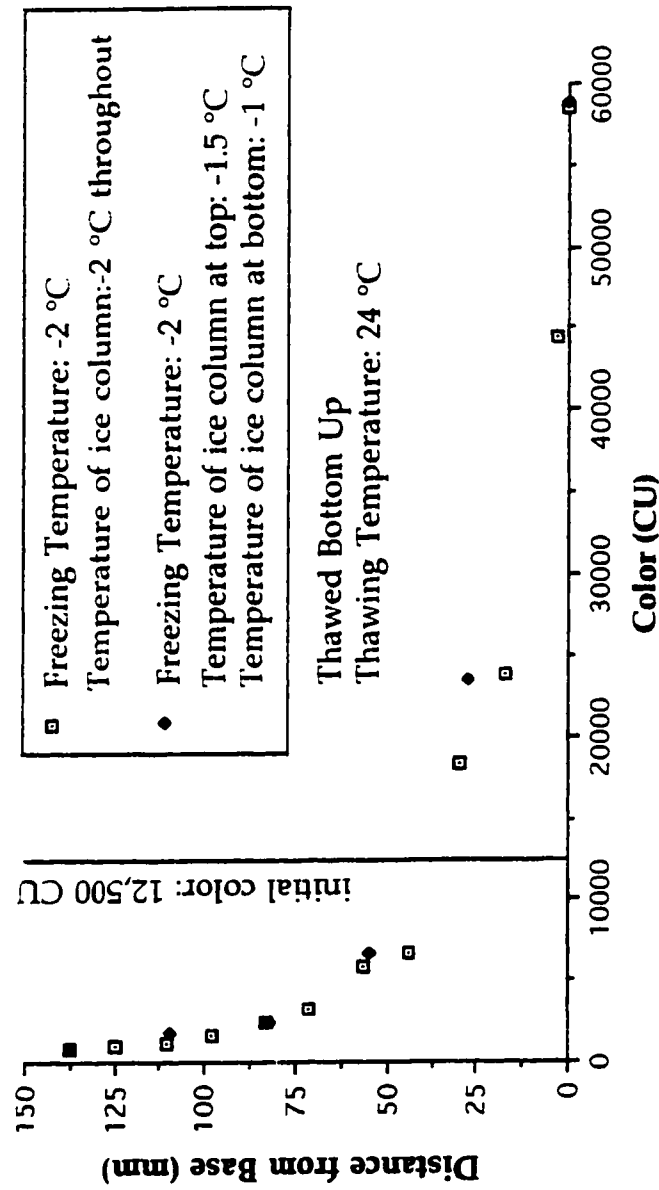 Freezing Temperature: -2 °C
Temperature of ice column:-2 °C throughout
Freezing Temperature: -2 °C
Temperature of ice column at top: -1.5 °C
Temperature of ice column at bottom: -1 °C
Thawed Bottom Up
Thawing Temperature: 24 °C
initial color: 12,500 CU
150
125
100
75
50
25
0
Distance from Base (mm)
0
10000
20000
30000
40000
50000
60000
Color (CU)